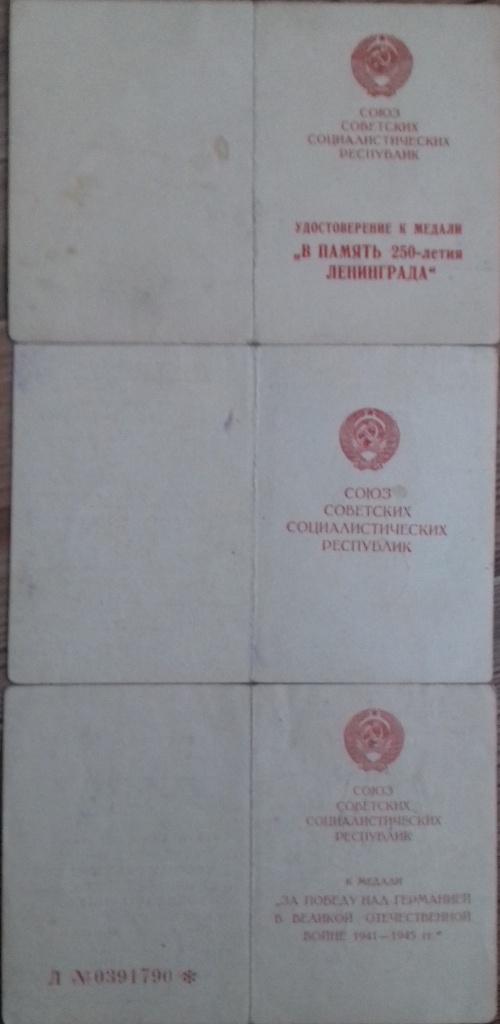 СОЮЗ
СОВЕТСКИХ
СОЦИАЛИСТИЧЕСКИХ
РЕСПУБЛИК
УДОСТОВЕРЕНИЕ К МЕДАЛИ
„В ПАМЯТЬ 250-летия
ЛЕНИНГРАДА“
СОЮЗ
СОВЕТСКИХ
СОЦИАЛИСТИЧЕСКИХ
РЕСПУБЛИК
СОЮЗ
СОВЕТСКИХ
СОЦИАЛИСТИЧЕСКИХ
РЕСПУБЛИК
К МЕДАЛИ
„ЗА ПОБЕДУ НАД ГЕРМАНИЕЙ
В ВЕЛИКОЙ ОТЕЧЕСТВЕННОЙ
ВОЙНЕ 1941–1945 гг.“
Л №0391790 *